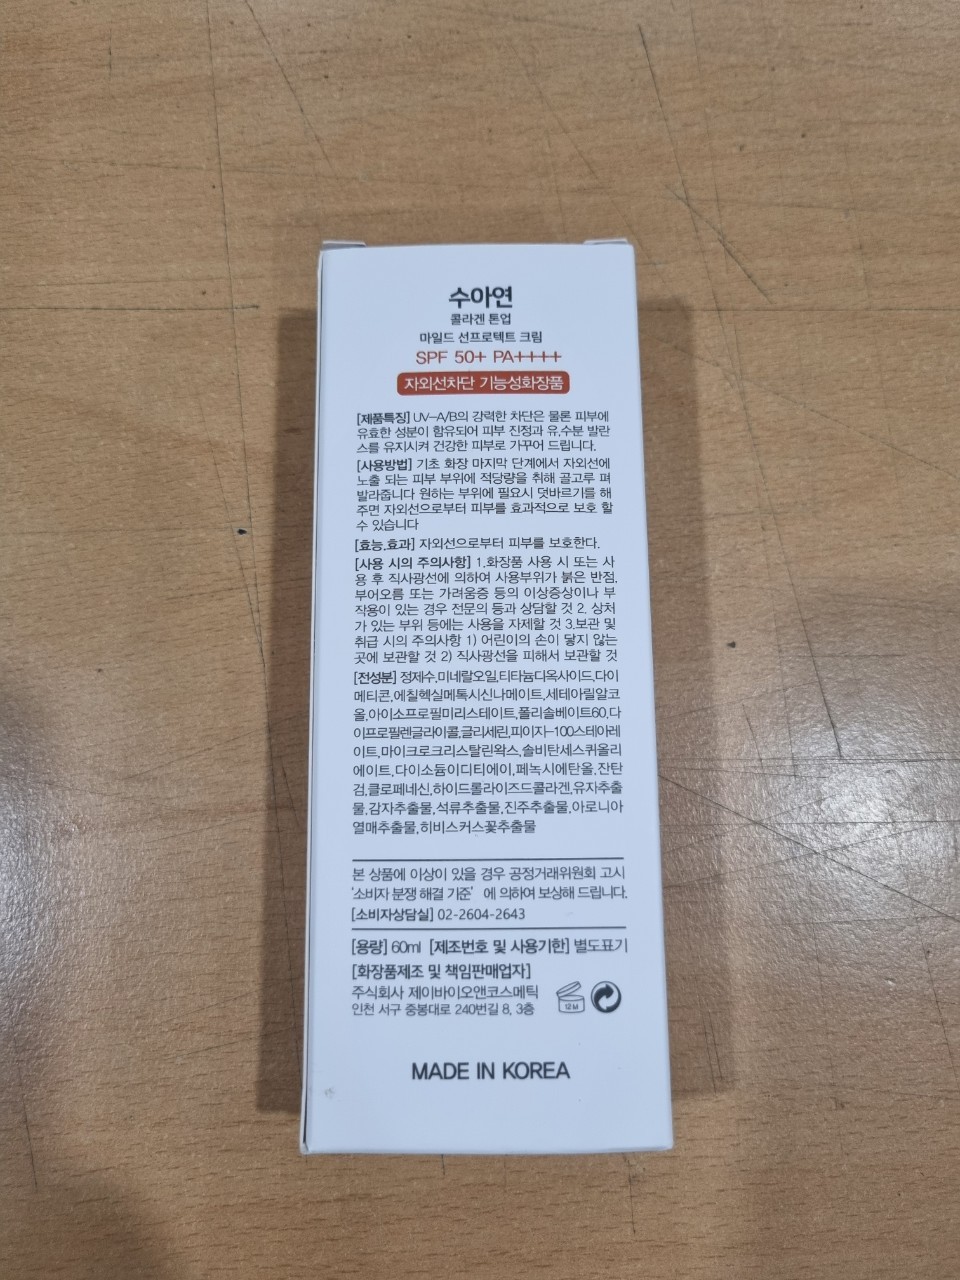 수아연
콜라겐 톤업
마일드 선프로텍트 크림
SPF 50+ PA++++
자외선차단 기능성화장품
[제품특징] UV-A/B의 강력한 차단은 물론 피부에
유효한 성분이 함유되어 피부 진정과 유,수분 발란
스를 유지시켜 건강한 피부로 가꾸어 드립니다.
[사용방법] 기초 화장 마지막 단계에서 자외선에
노출 되는 피부 부위에 적당량을 취해 골고루 펴
발라줍니다 원하는 부위에 필요시 덧바르기를 해
주면 자외선으로부터 피부를 효과적으로 보호 할
수 있습니다
[효능.효과] 자외선으로부터 피부를 보호한다.
[사용 시의 주의사항] 1.화장품 사용 시 또는 사
용 후 직사광선에 의하여 사용부위가 붉은 반점,
부어오름 또는 가려움증 등의 이상증상이나 부
작용이 있는 경우 전문의 등과 상담할 것 2. 상처
가 있는 부위 등에는 사용을 자제할 것 3.보관 및
취급 시의 주의사항 1) 어린이의 손이 닿지 않는
곳에 보관할 것 2) 직사광선을 피해서 보관할 것
[전성분] 정제수,미네랄오일,티타늄디옥사이드,다이
메티콘,에칠헥실메톡시신나메이트,세테아릴알코
올,아이소프로필미리스테이트,폴리솔베이트60,다
이프로필렌글라이콜,글리세린,피이지-100스테아레
이트,마이크로크리스탈린왁스,솔비탄세스퀴올리
에이트,다이소듐이디티에이,페녹시에탄올,잔탄
검,클로페네신,하이드롤라이즈드콜라겐,유자추출
물,감자추출물,석류추출물,진주추출물,아로니아
열매추출물,히비스커스꽃추출물
본 상품에 이상이 있을 경우 공정거래위원회 고시
'소비자 분쟁 해결 기준' 에 의하여 보상해 드립니다.
[소비자상담실] 02-2604-2643
[용량] 60ml [제조번호 및 사용기한] 별도표기
[화장품제조 및 책임판매업자]
주식회사 제이바이오앤코스메틱
인천 서구 중봉대로 240번길 8, 3층
12M
MADE IN KOREA